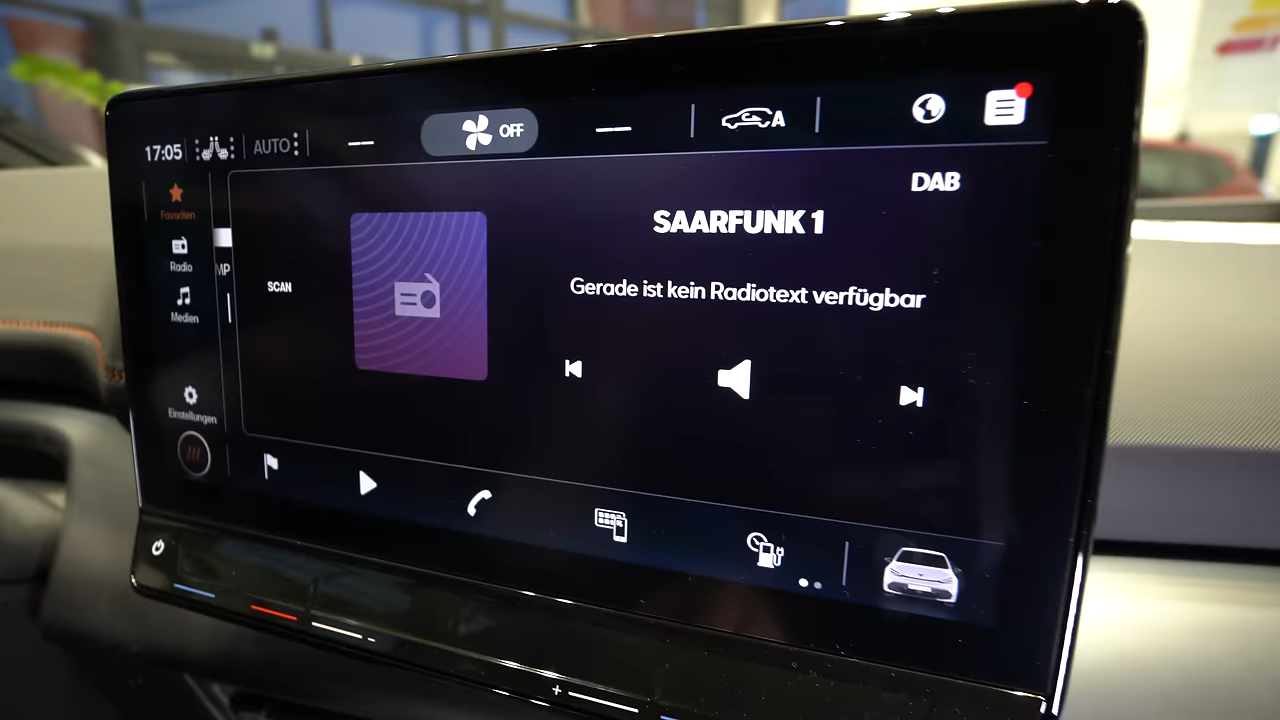 17:05
AUTO
OFF
A
DAB
Favoriten
SAARFUNK 1
Radio
MP
SCAN
Gerade ist kein Radiotext verfügbar
Medien
Einstellungen